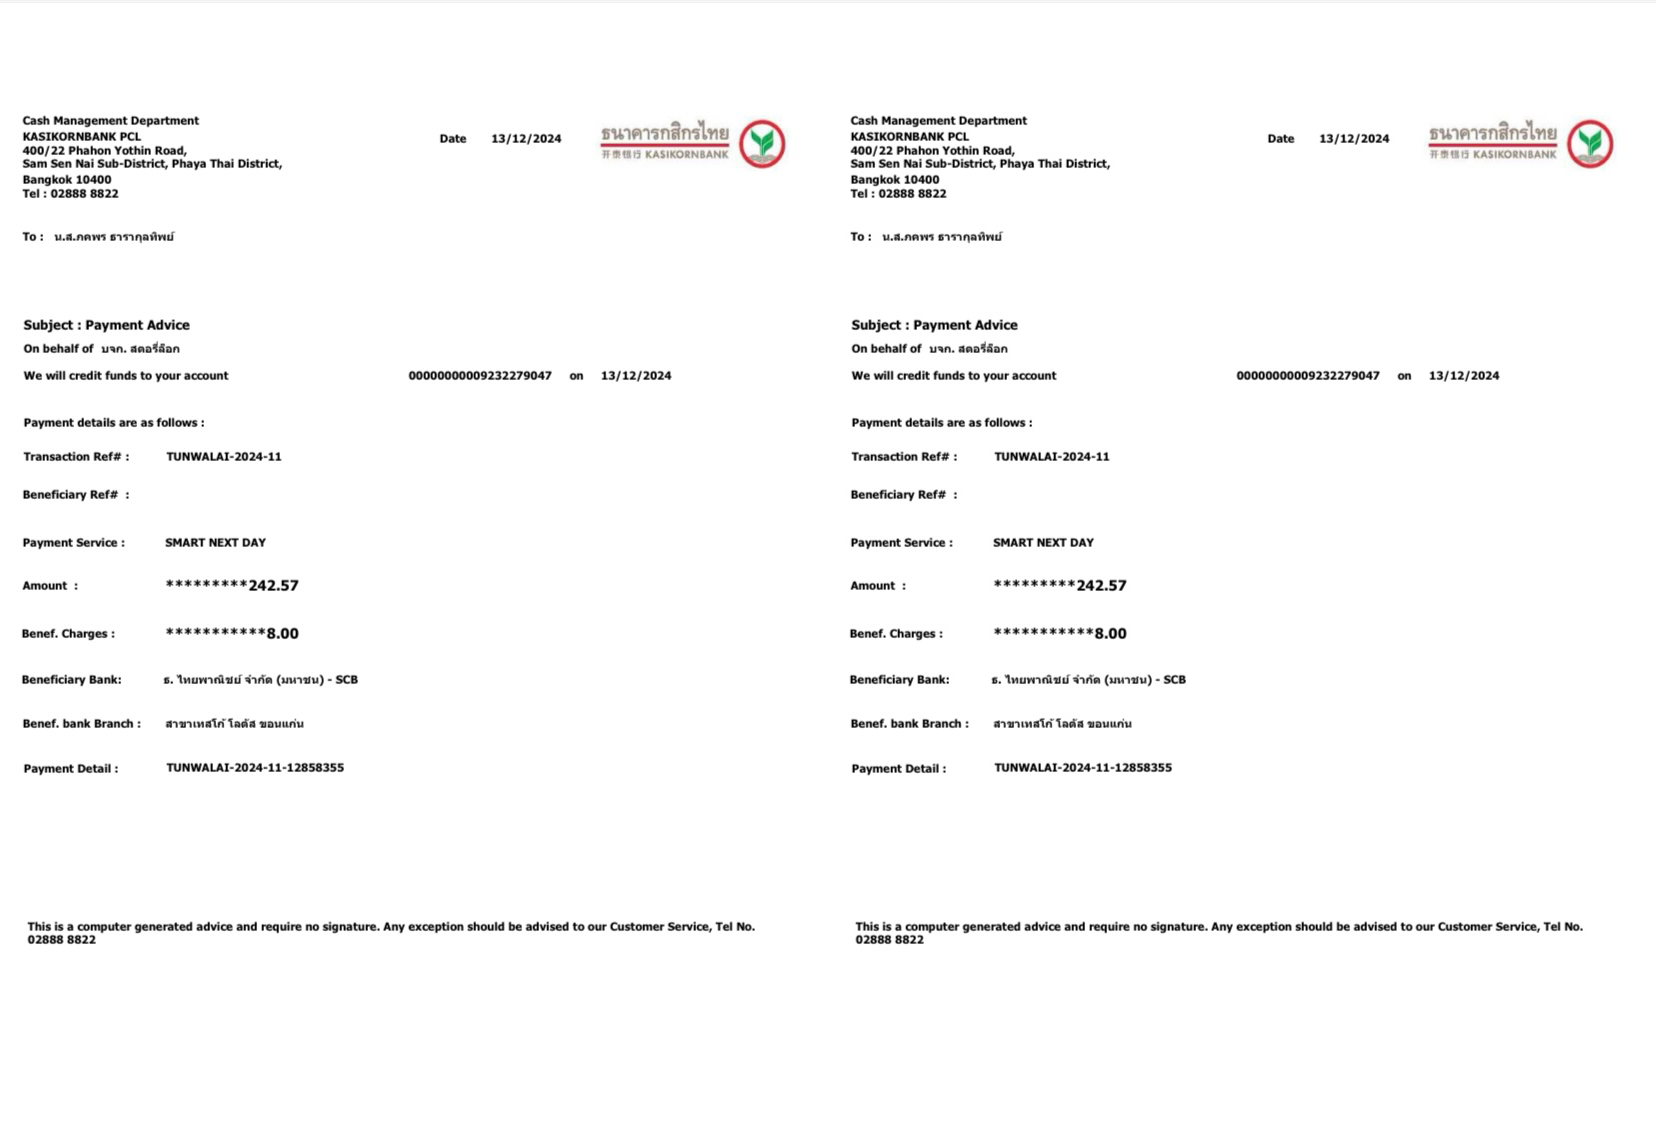 Cash Management Department
KASIKORNBANK PCL
400/22 Phahon Yothin Road,
Sam Sen Nai Sub-District, Phaya Thai District,
Bangkok 10400
Tel : 02888 8822
Date 13/12/2024
ธนาคารกสิกรไทย
开泰银行 KASIKORNBANK
To : น.ส.ภคพร ธารากุลทิพย์
Subject : Payment Advice
On behalf of บจก. สตอรี่ล็อก
We will credit funds to your account 00000000009232279047 on 13/12/2024
Payment details are as follows :
Transaction Ref# : TUNWALAI-2024-11
Beneficiary Ref# :
Payment Service : SMART NEXT DAY
Amount : *********242.57
Benef. Charges : ***********8.00
Beneficiary Bank: ธ. ไทยพาณิชย์ จำกัด (มหาชน) - SCB
Benef. bank Branch : สาขาเทสโก้ โลตัส ขอนแก่น
Payment Detail : TUNWALAI-2024-11-12858355
This is a computer generated advice and require no signature. Any exception should be advised to our Customer Service, Tel No.
02888 8822
Cash Management Department
KASIKORNBANK PCL
400/22 Phahon Yothin Road,
Sam Sen Nai Sub-District, Phaya Thai District,
Bangkok 10400
Tel : 02888 8822
Date 13/12/2024
ธนาคารกสิกรไทย
开泰银行 KASIKORNBANK
To : น.ส.ภคพร ธารากุลทิพย์
Subject : Payment Advice
On behalf of บจก. สตอรี่ล็อก
We will credit funds to your account 00000000009232279047 on 13/12/2024
Payment details are as follows :
Transaction Ref# : TUNWALAI-2024-11
Beneficiary Ref# :
Payment Service : SMART NEXT DAY
Amount : *********242.57
Benef. Charges : ***********8.00
Beneficiary Bank: ธ. ไทยพาณิชย์ จำกัด (มหาชน) - SCB
Benef. bank Branch : สาขาเทสโก้ โลตัส ขอนแก่น
Payment Detail : TUNWALAI-2024-11-12858355
This is a computer generated advice and require no signature. Any exception should be advised to our Customer Service, Tel No.
02888 8822